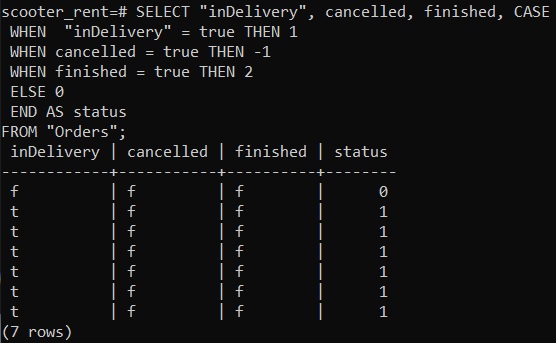 scooter_rent=# SELECT "inDelivery", cancelled, finished, CASE
 WHEN  "inDelivery" = true THEN 1
 WHEN cancelled = true THEN -1
 WHEN finished = true THEN 2
 ELSE 0
 END AS status
FROM "Orders";
 inDelivery | cancelled | finished | status
------------+-----------+----------+--------
 f          | f         | f        |      0
 t          | f         | f        |      1
 t          | f         | f        |      1
 t          | f         | f        |      1
 t          | f         | f        |      1
 t          | f         | f        |      1
 t          | f         | f        |      1
(7 rows)